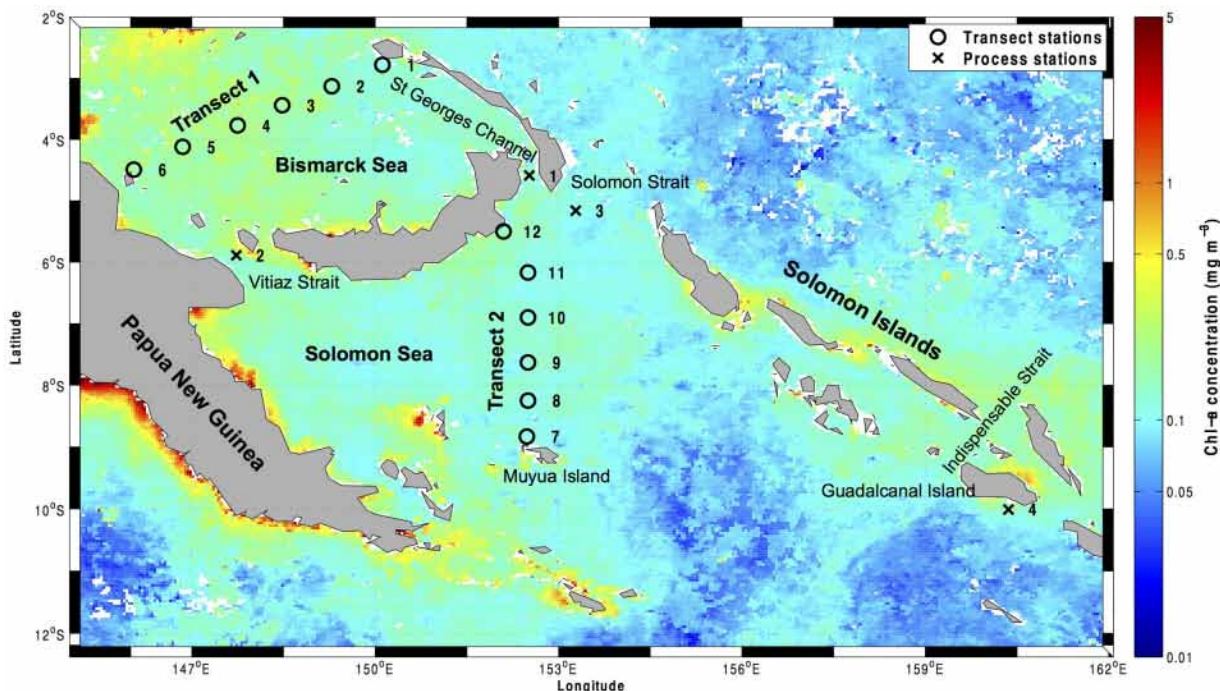 2°S
4°S
6°S
8°S
10°S
12°S
Latitude
147°E
150°E
153°E
156°E
159°E
162°E
Longitude
Transect stations
Process stations
Transect 1
1
2
3
4
5
6
St Georges Channel
Bismarck Sea
1
Solomon Strait
3
12
2
Vitiaz Strait
11
10
9
8
7
Transect 2
Solomon Sea
Papua New Guinea
Muyua Island
Solomon Islands
Indispensable Strait
Guadalcanal Island
4
5
1
0.5
0.1
0.05
0.01
Chl-a concentration (mg m⁻³)